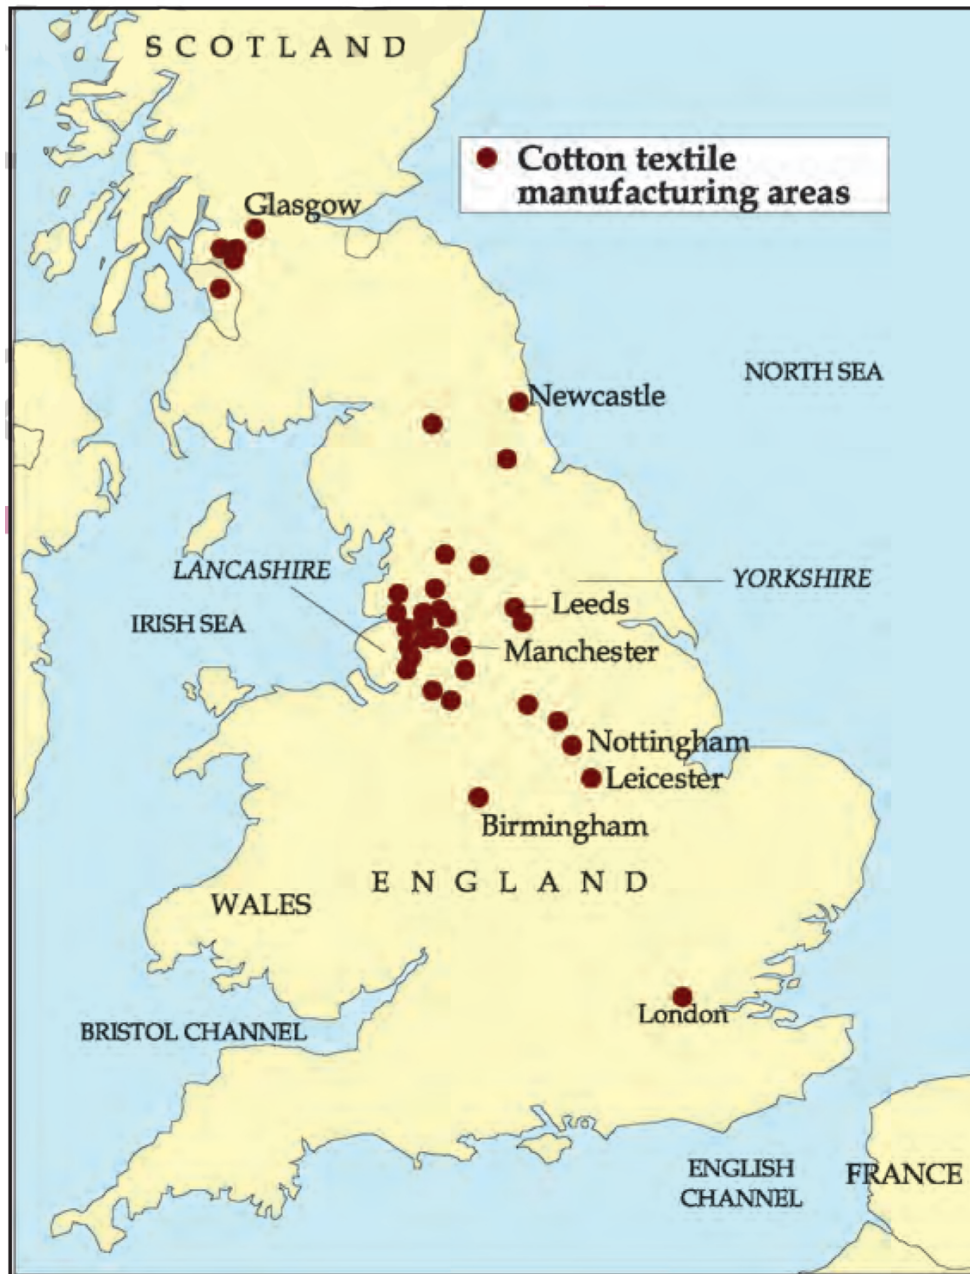 SCOTLAND
Cotton textile
manufacturing areas
Glasgow
NORTH SEA
Newcastle
LANCASHIRE
YORKSHIRE
Leeds
IRISH SEA
Manchester
Nottingham
Leicester
Birmingham
ENGLAND
WALES
London
BRISTOL CHANNEL
ENGLISH
CHANNEL
FRANCE